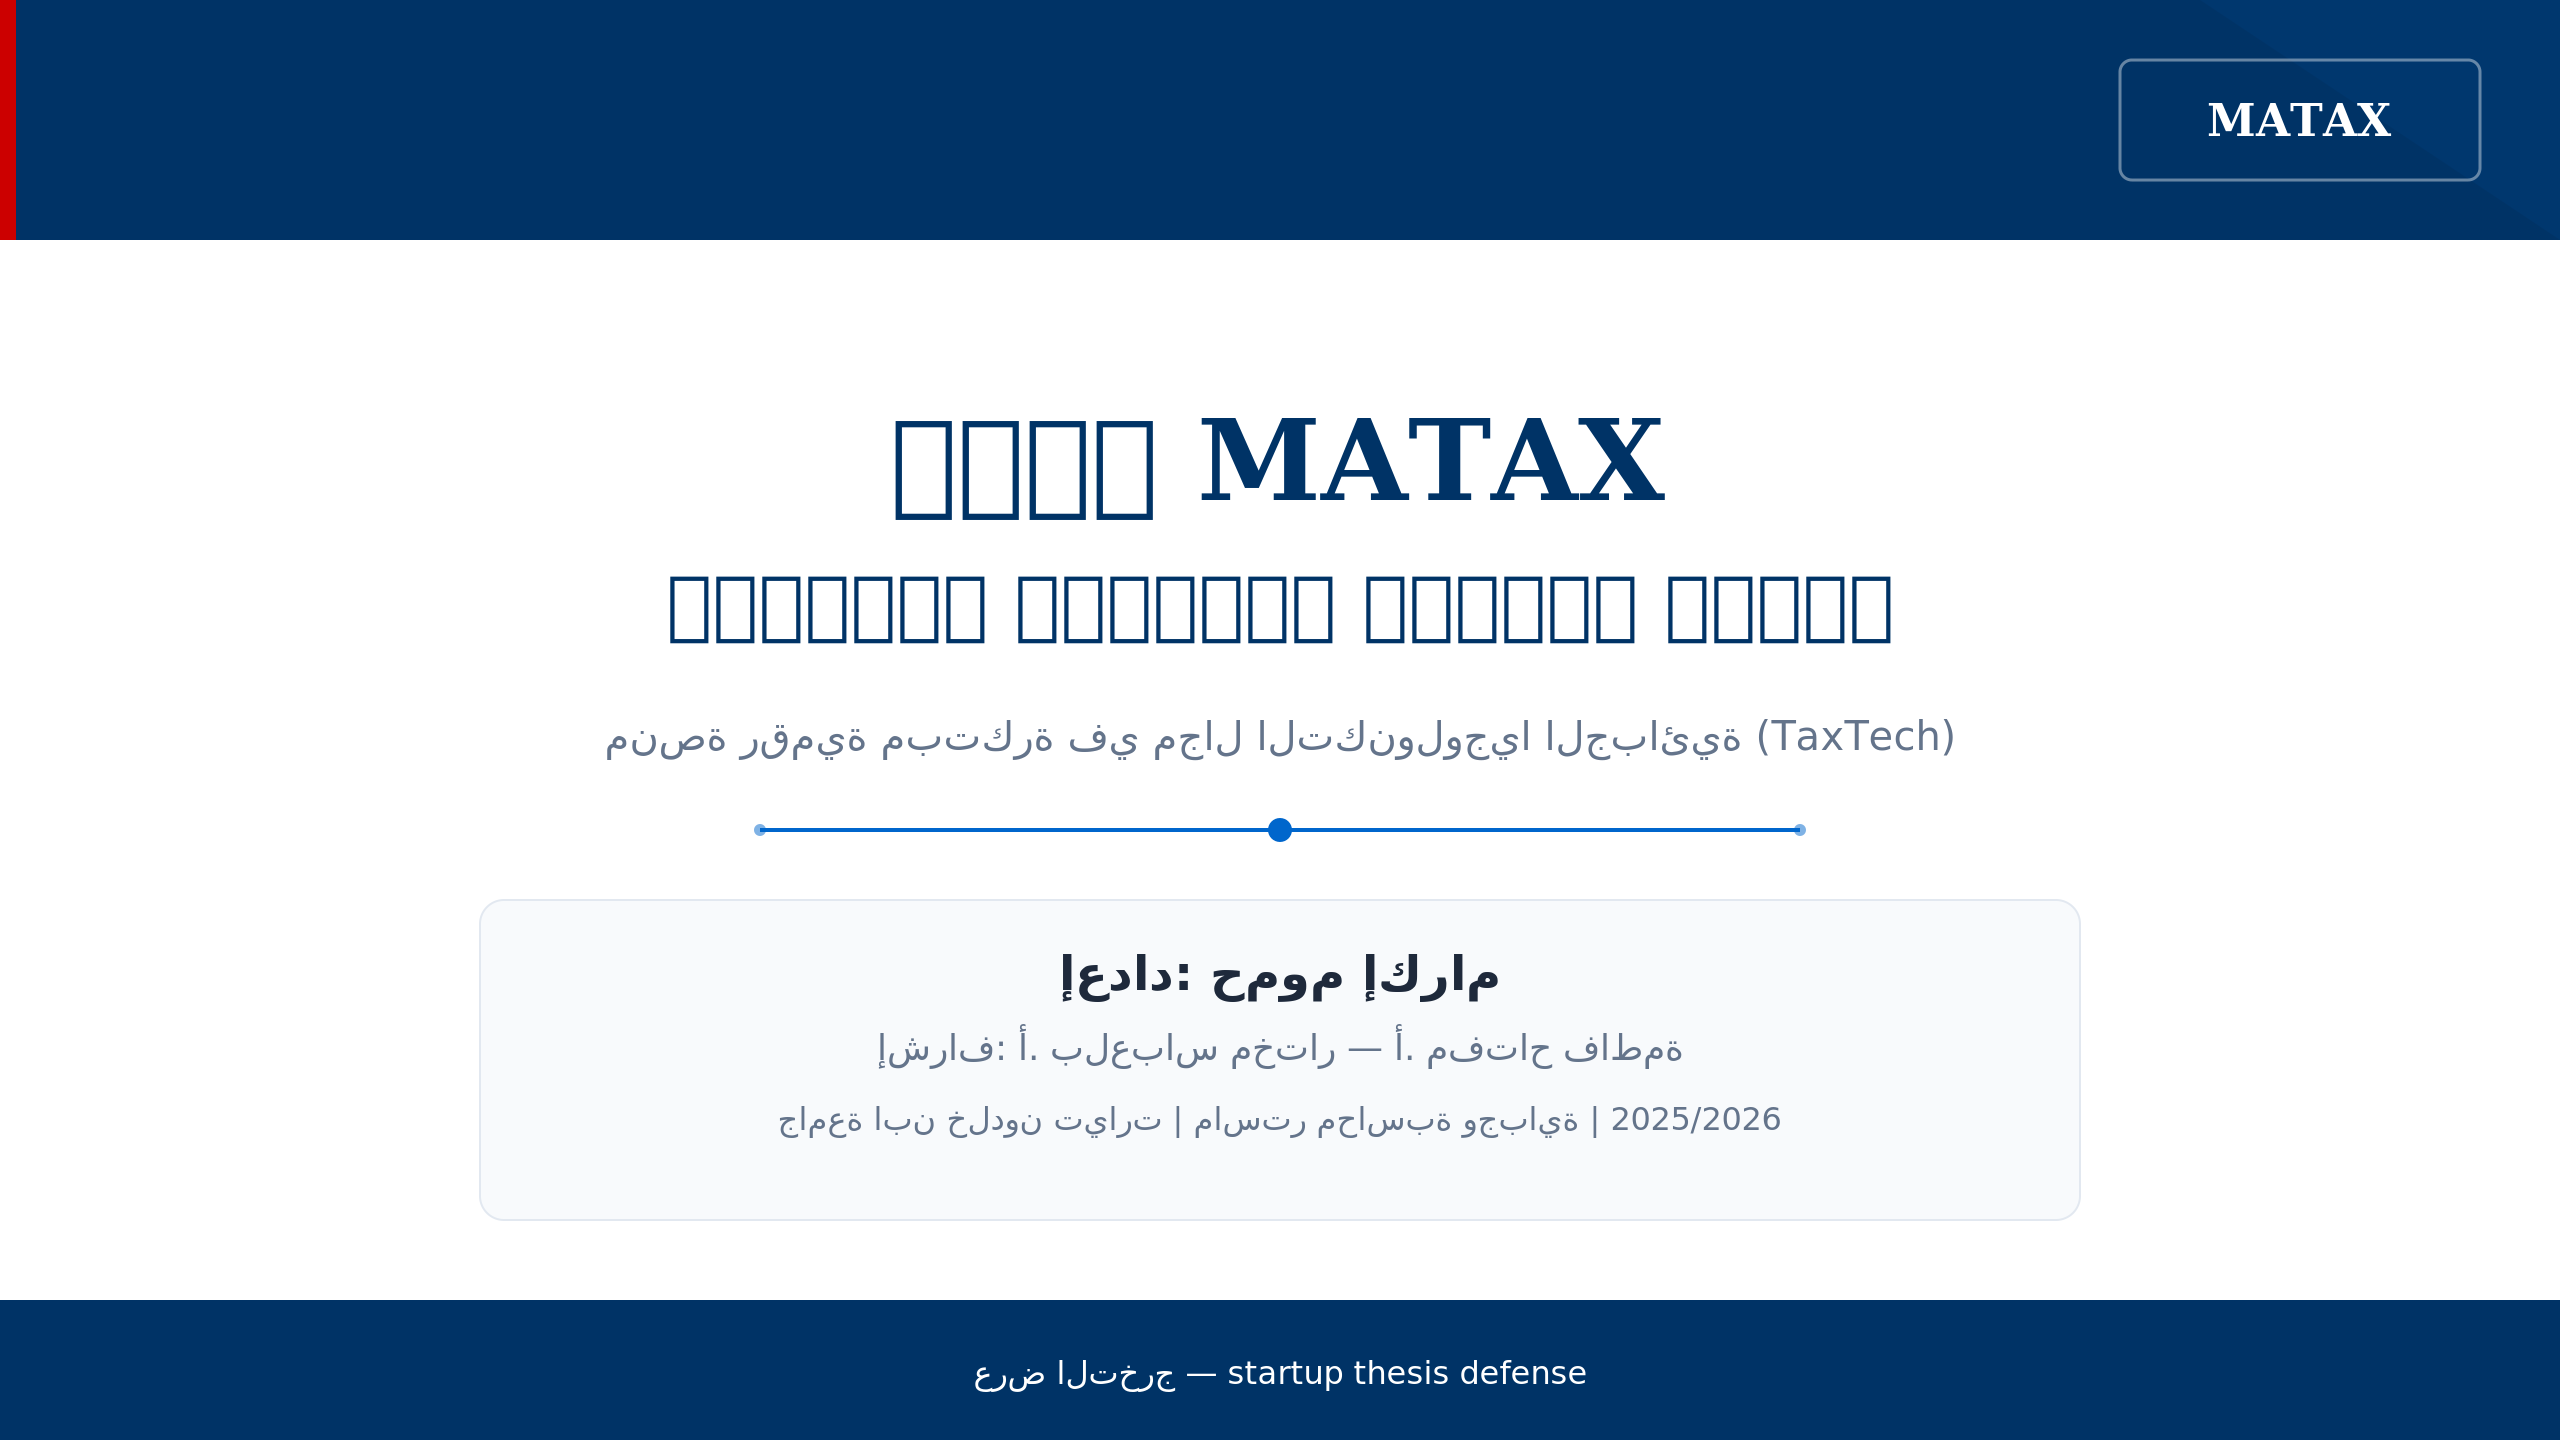 MATAX
MATAX
منصة رقمية مبتكرة في مجال التكنولوجيا الجبائية (TaxTech)
إعداد: حموم إكرام
إشراف: أ. بلعباس مختار — أ. مفتاح فاطمة
جامعة ابن خلدون تيارت | ماستر محاسبة وجباية | 2025/2026
عرض التخرج — startup thesis defense